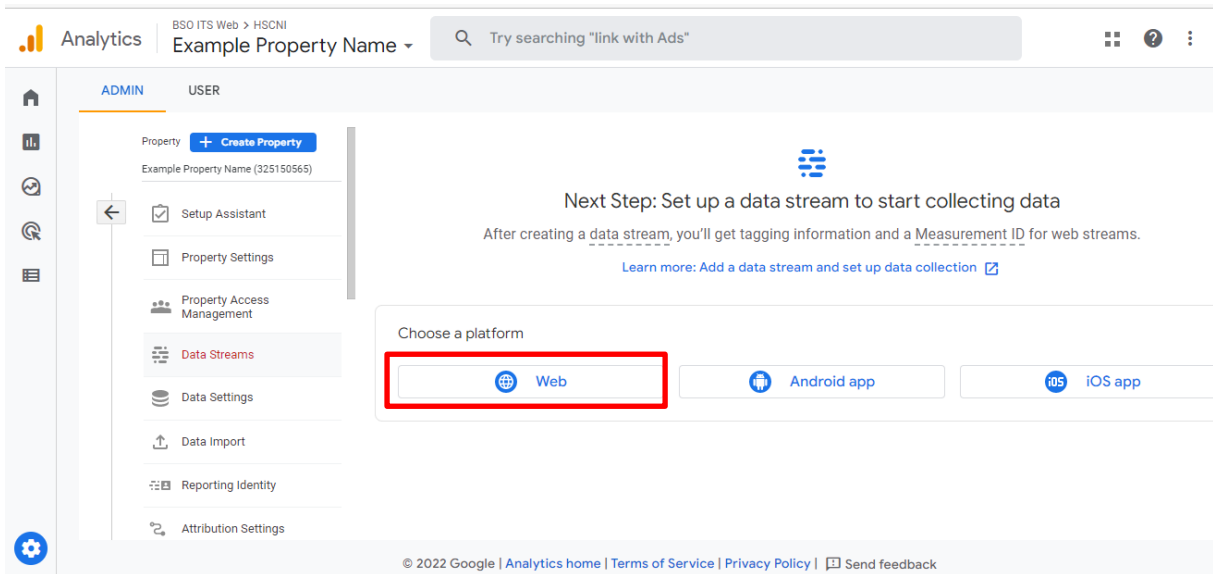 Analytics
BSO ITS Web > HSCNI
Example Property Name
Try searching "link with Ads"
ADMIN
USER
Property
Create Property
Example Property Name (325150565)
Setup Assistant
Property Settings
Property Access
Management
Data Streams
Data Settings
Data Import
Reporting Identity
Attribution Settings
Next Step: Set up a data stream to start collecting data
After creating a data stream, you'll get tagging information and a Measurement ID for web streams.
Learn more: Add a data stream and set up data collection
Choose a platform
Web
Android app
iOS
iOS app
© 2022 Google | Analytics home | Terms of Service | Privacy Policy | Send feedback